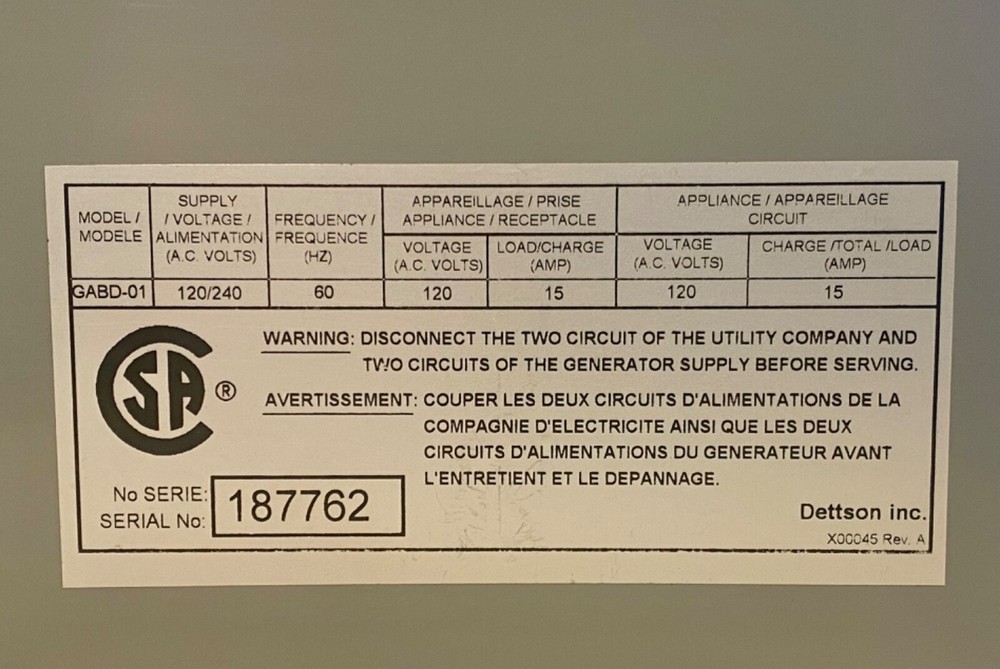 MODEL /
MODELE
SUPPLY
/ VOLTAGE /
ALIMENTATION
(A.C. VOLTS)
FREQUENCY /
FREQUENCE
(HZ)
APPAREILLAGE / PRISE
APPLIANCE / RECEPTACLE
VOLTAGE
(A.C. VOLTS)
LOAD/CHARGE
(AMP)
APPLIANCE / APPAREILLAGE
CIRCUIT
VOLTAGE
(A.C. VOLTS)
CHARGE /TOTAL /LOAD
(AMP)
GABD-01 120/240 60 120 15 120 15
CSA ®
WARNING: DISCONNECT THE TWO CIRCUIT OF THE UTILITY COMPANY AND
TWO CIRCUITS OF THE GENERATOR SUPPLY BEFORE SERVING.
AVERTISSEMENT: COUPER LES DEUX CIRCUITS D'ALIMENTATIONS DE LA
COMPAGNIE D'ELECTRICITE AINSI QUE LES DEUX
CIRCUITS D'ALIMENTATIONS DU GENERATEUR AVANT
L'ENTRETIENT ET LE DEPANNAGE.
No SERIE:
SERIAL No:
187762
Dettson inc.
X00045 Rev. A